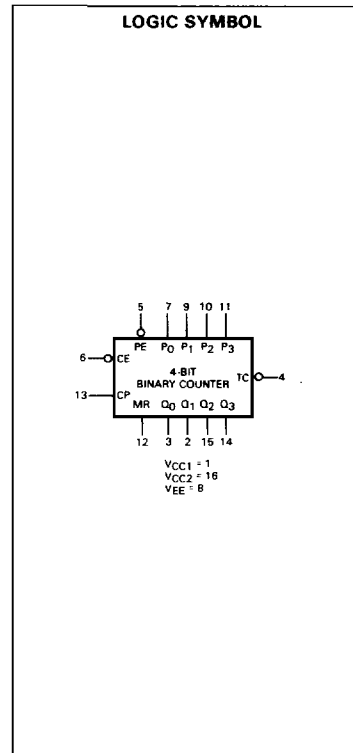 LOGIC SYMBOL
5 7 9 10 11
PE P0 P1 P2 P3
6 CE
4-BIT
BINARY COUNTER
TC 4
13 CP
MR Q0 Q1 Q2 Q3
12 3 2 15 14
VCC1 = 1
VCC2 = 16
VEE = 8